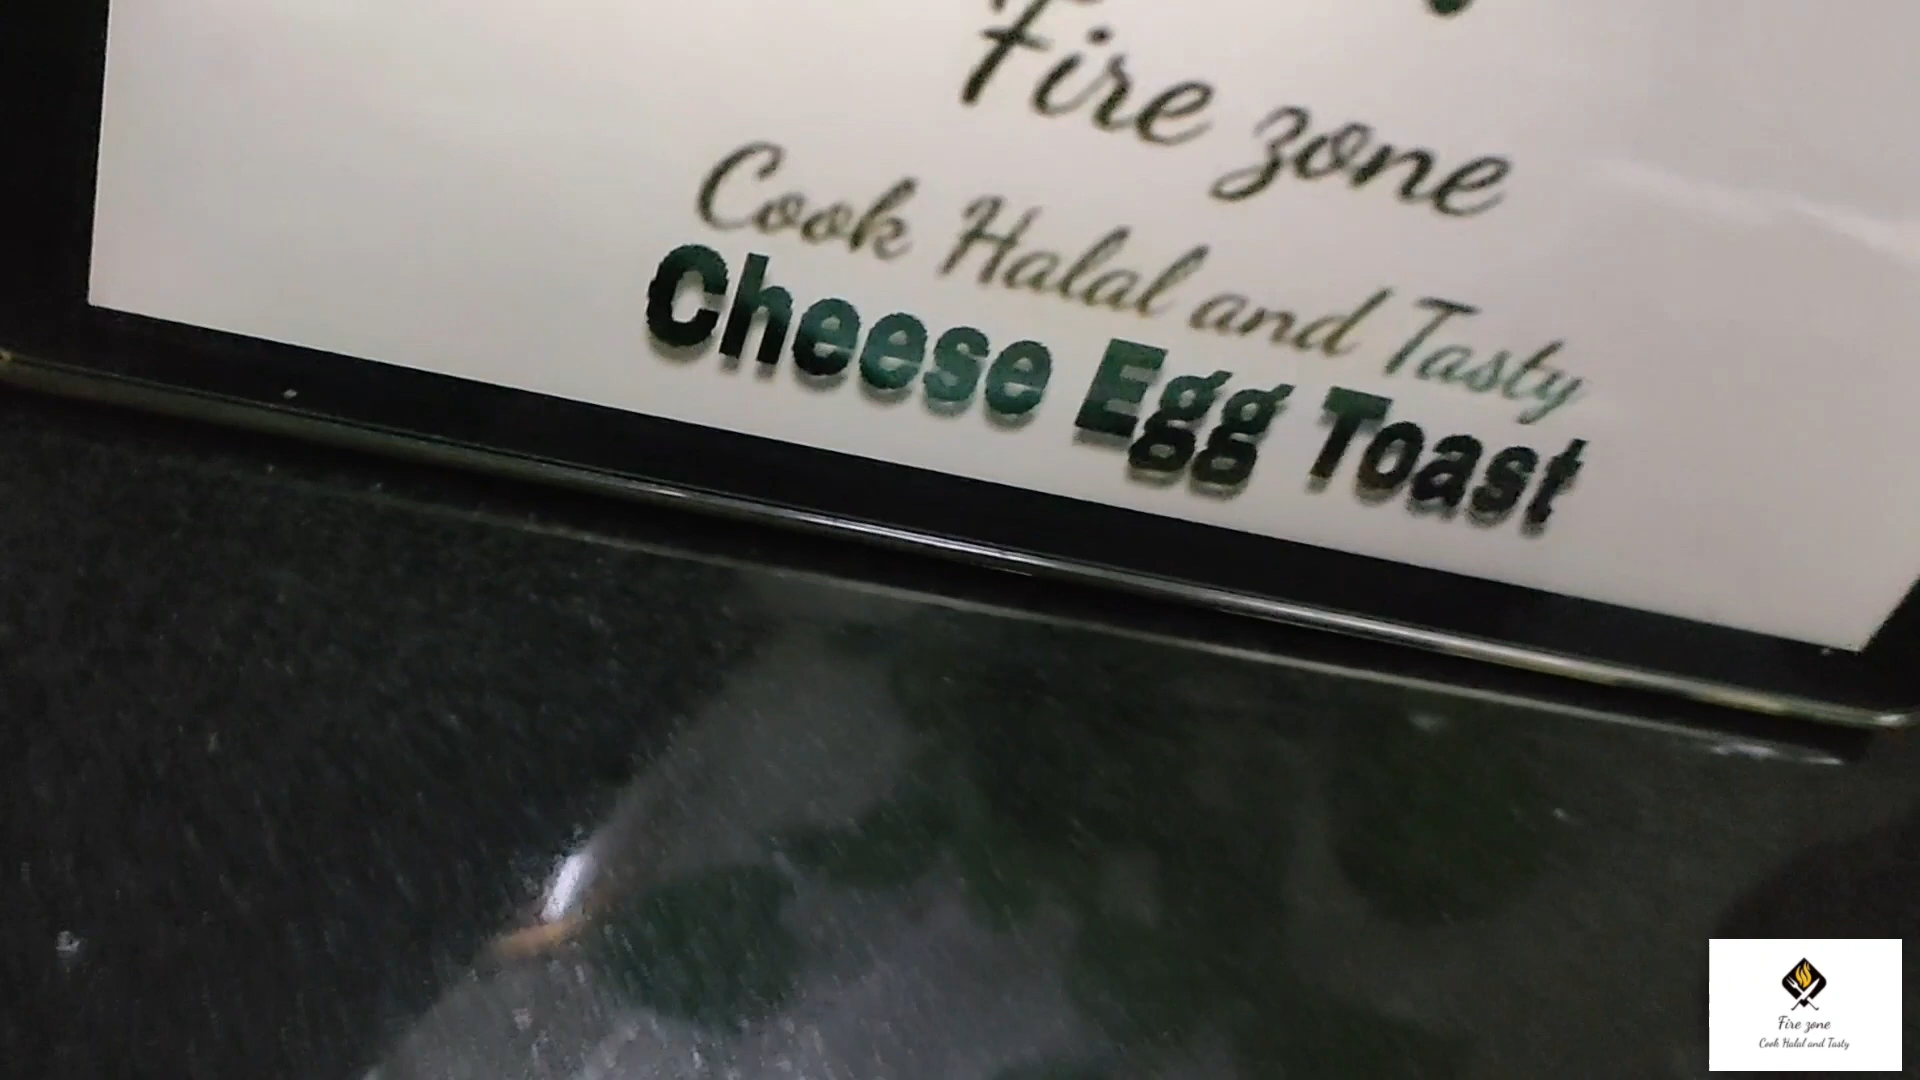 Fire zone
Cook Halal and Tasty
Cheese Egg Toast
Fire zone
Cook Halal and Tasty